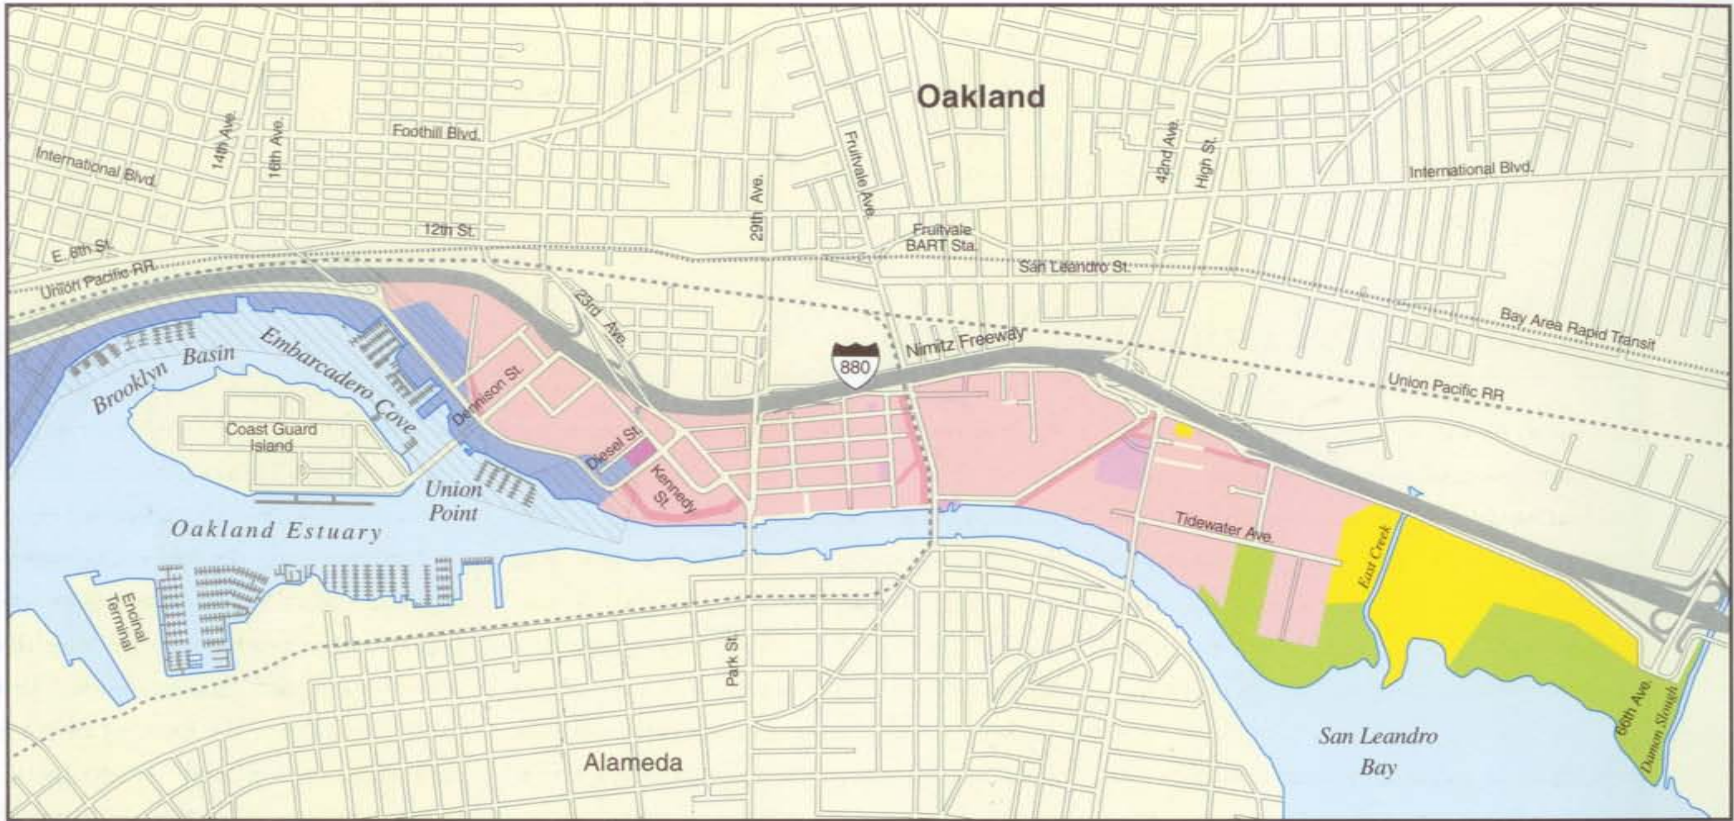 Oakland
14th Ave.
16th Ave.
Foothill Blvd.
International Blvd.
Fruitvale Ave.
42nd Ave.
High St.
International Blvd.
29th Ave.
12th St.
E. 8th St.
Fruitvale
BART Sta.
Union Pacific RR
San Leandro St.
23rd Ave.
Bay Area Rapid Transit
Nimitz Freeway
880
Union Pacific RR
Brooklyn Basin
Embarcadero Cove
Dennison St.
Coast Guard
Island
Diesel St.
Kennedy
St.
Union
Point
Oakland Estuary
Tidewater Ave.
East Creek
Encinal
Terminal
Park St.
66th Ave.
Damon Slough
San Leandro
Bay
Alameda